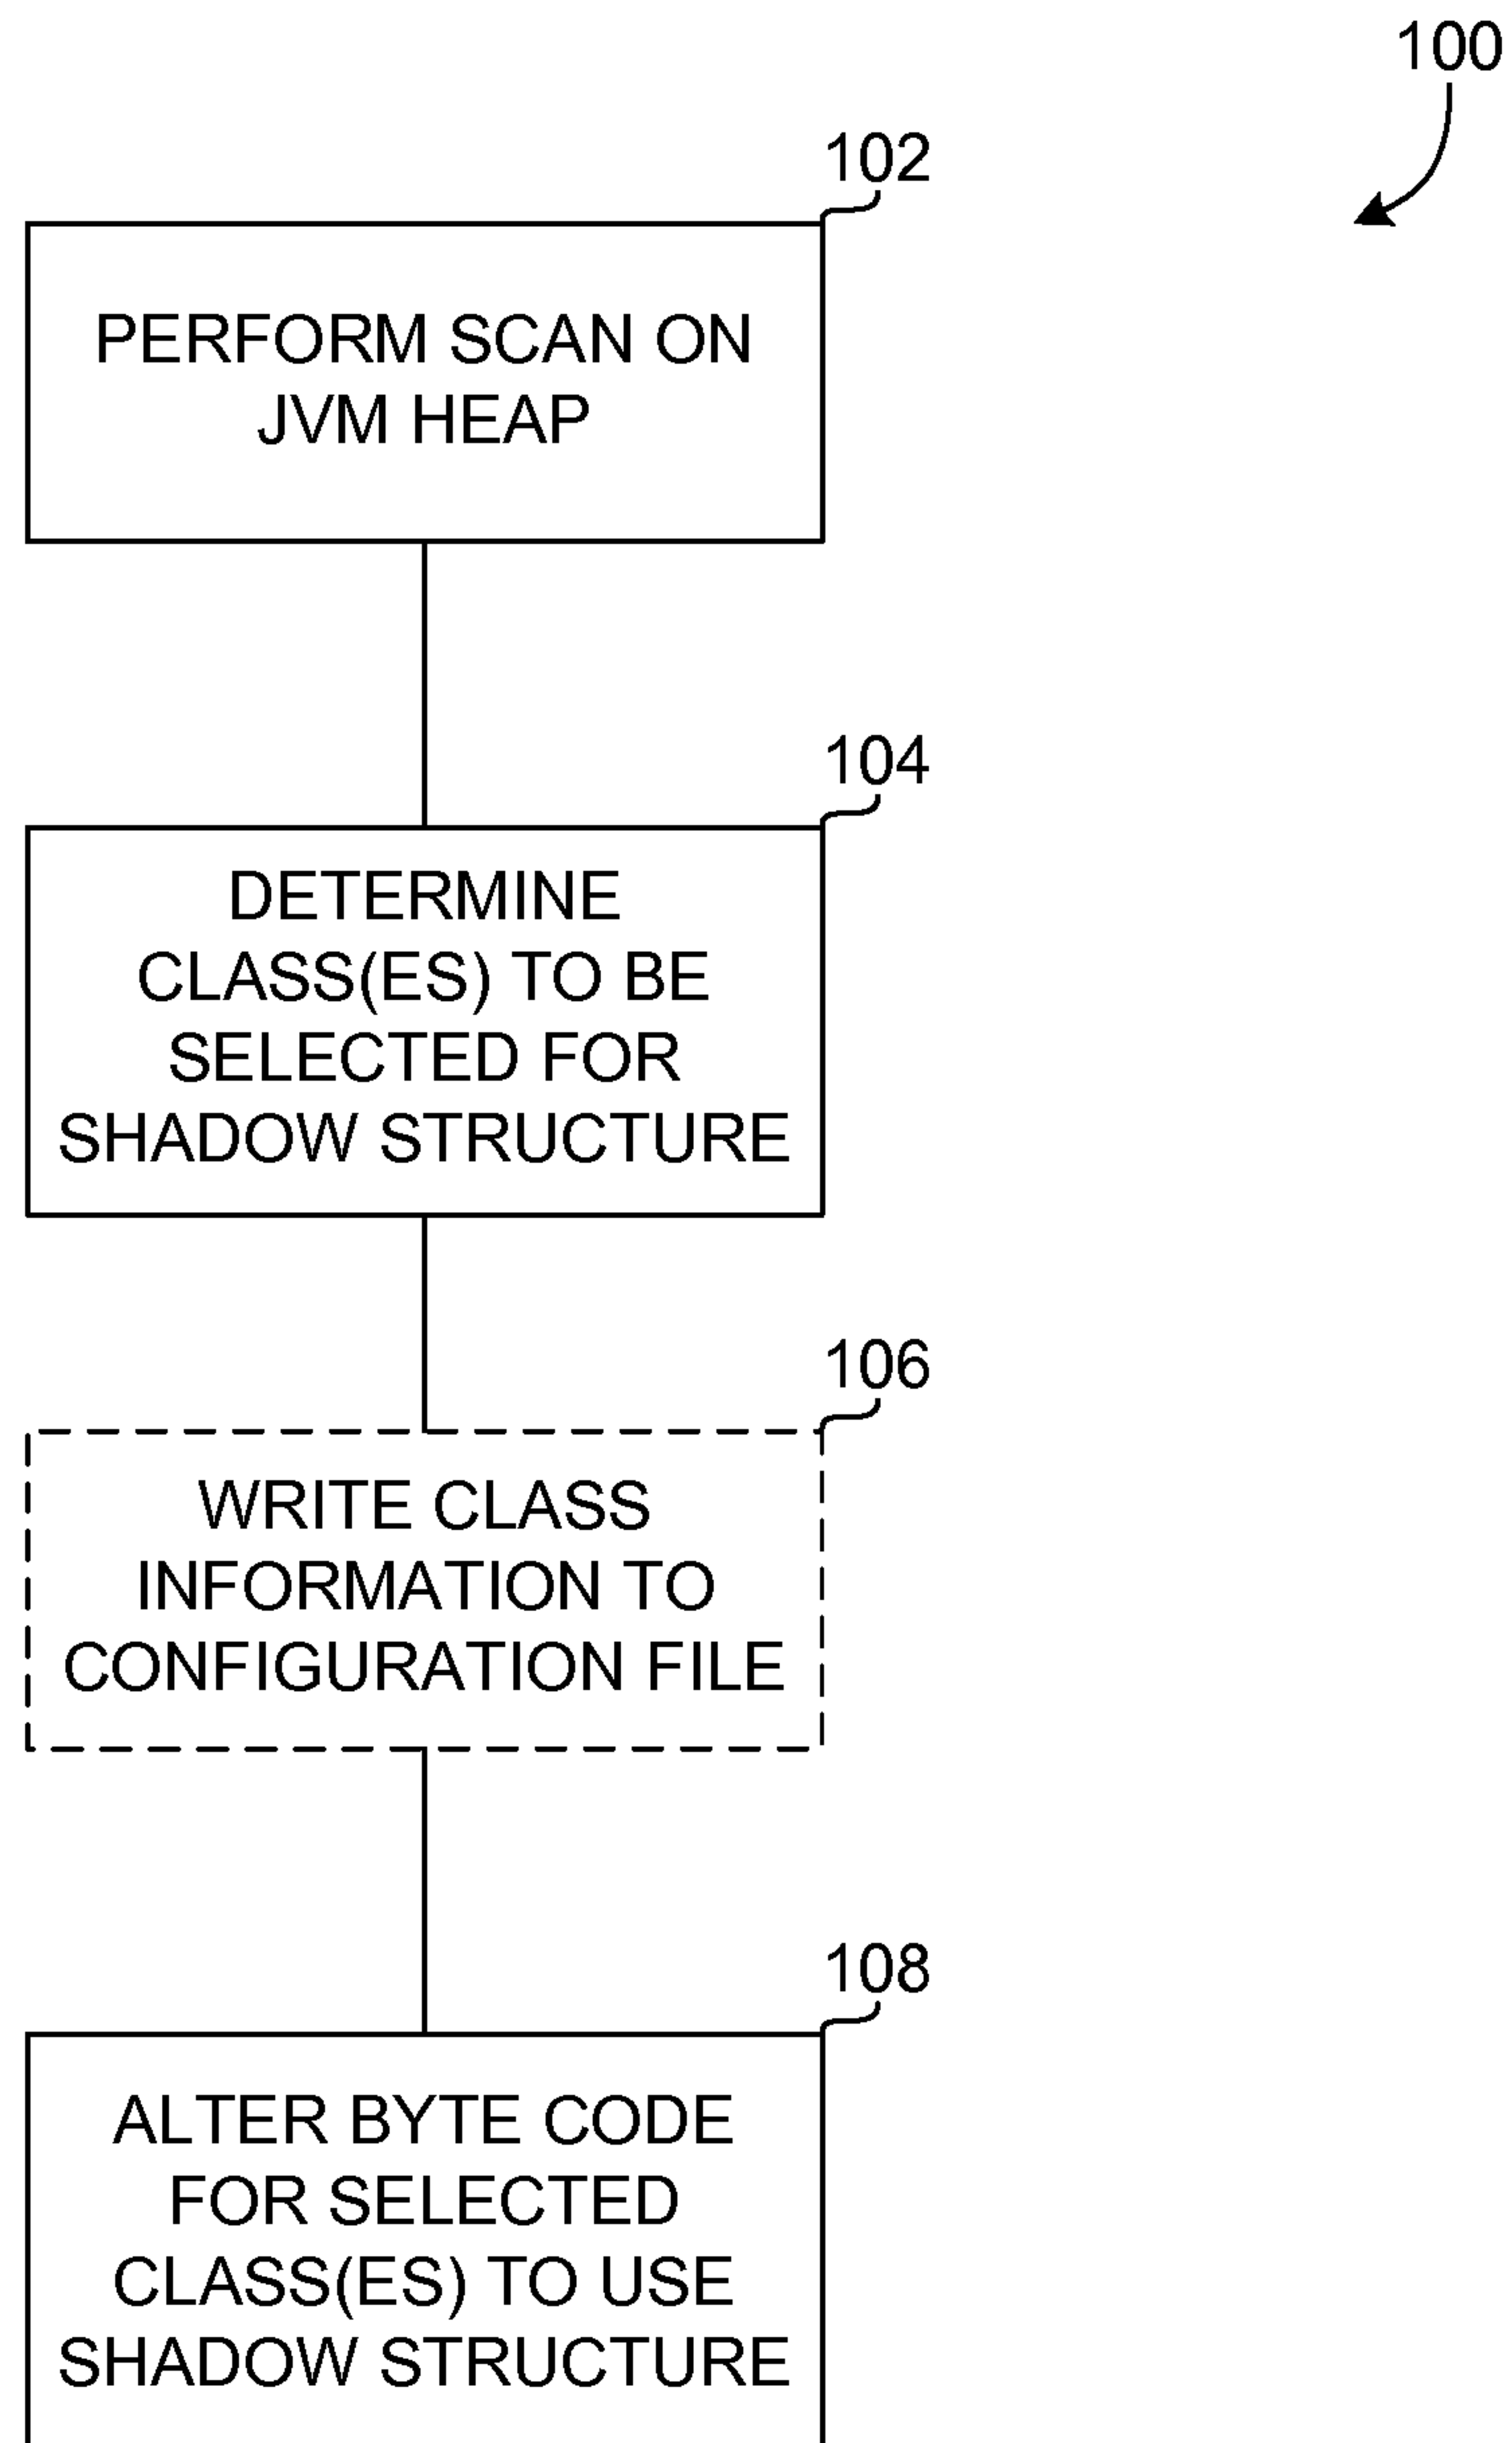 100
102
PERFORM SCAN ON
JVM HEAP
104
DETERMINE
CLASS(ES) TO BE
SELECTED FOR
SHADOW STRUCTURE
106
WRITE CLASS
INFORMATION TO
CONFIGURATION FILE
108
ALTER BYTE CODE
FOR SELECTED
CLASS(ES) TO USE
SHADOW STRUCTURE